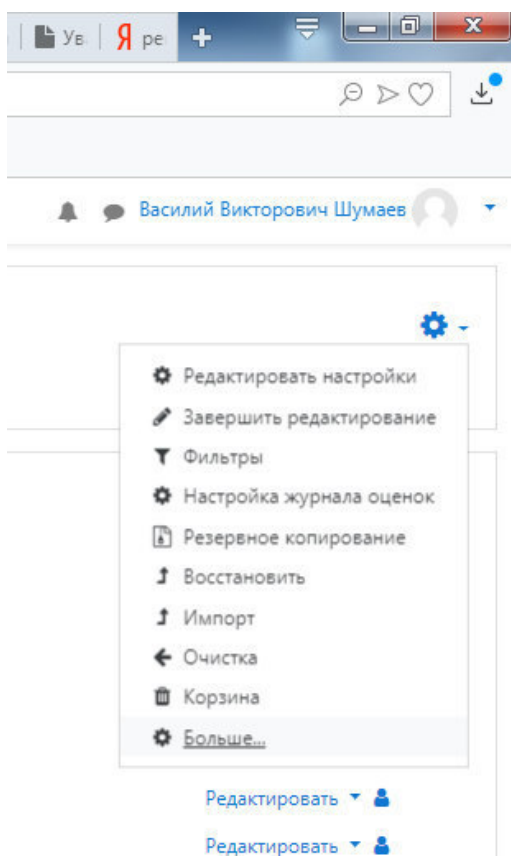 Ув
Я ре
Василий Викторович Шумаев
Редактировать настройки
Завершить редактирование
Фильтры
Настройка журнала оценок
Резервное копирование
Восстановить
Импорт
Очистка
Корзина
Больше...
Редактировать
Редактировать